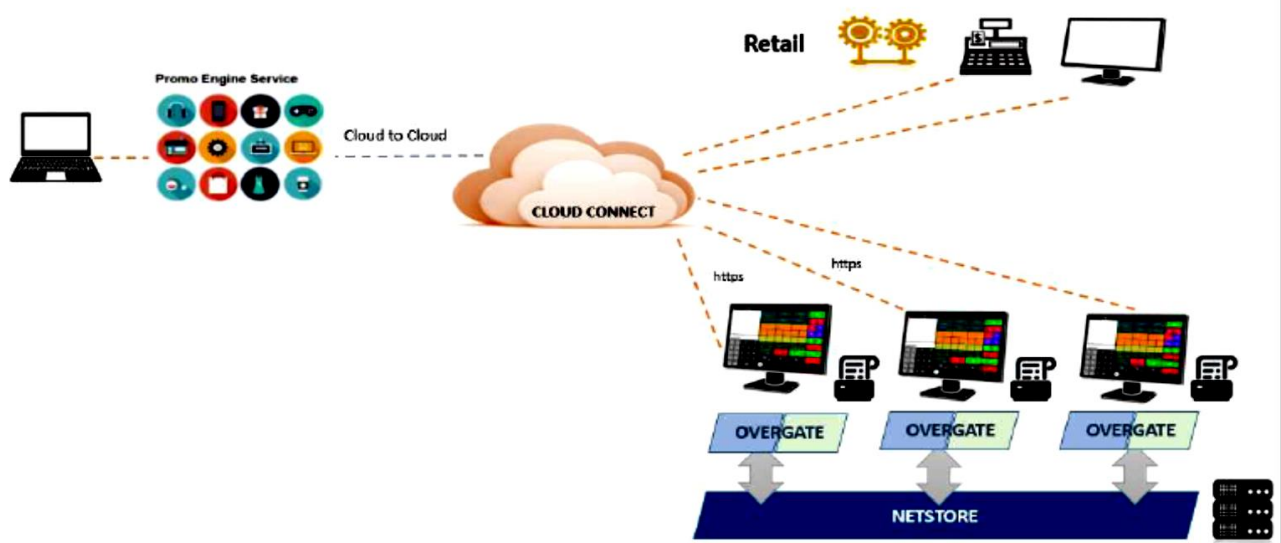 Retail
Promo Engine Service
Cloud to Cloud
CLOUD CONNECT
https
https
OVERGATE
OVERGATE
OVERGATE
NETSTORE